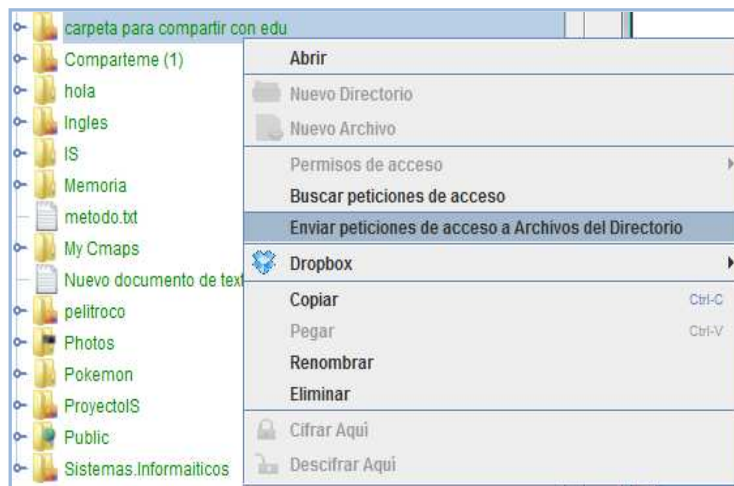 carpeta para compartir con edu
Comparteme (1)
hola
Ingles
IS
Memoria
metodo.txt
My Cmaps
Nuevo documento de text
pelitroco
Photos
Pokemon
ProyectoIS
Public
Sistemas.Informaiticos
Abrir
Nuevo Directorio
Nuevo Archivo
Permisos de acceso
Buscar peticiones de acceso
Enviar peticiones de acceso a Archivos del Directorio
Dropbox
Copiar Ctrl-C
Pegar Ctrl-V
Renombrar
Eliminar
Cifrar Aquí
Descifrar Aquí